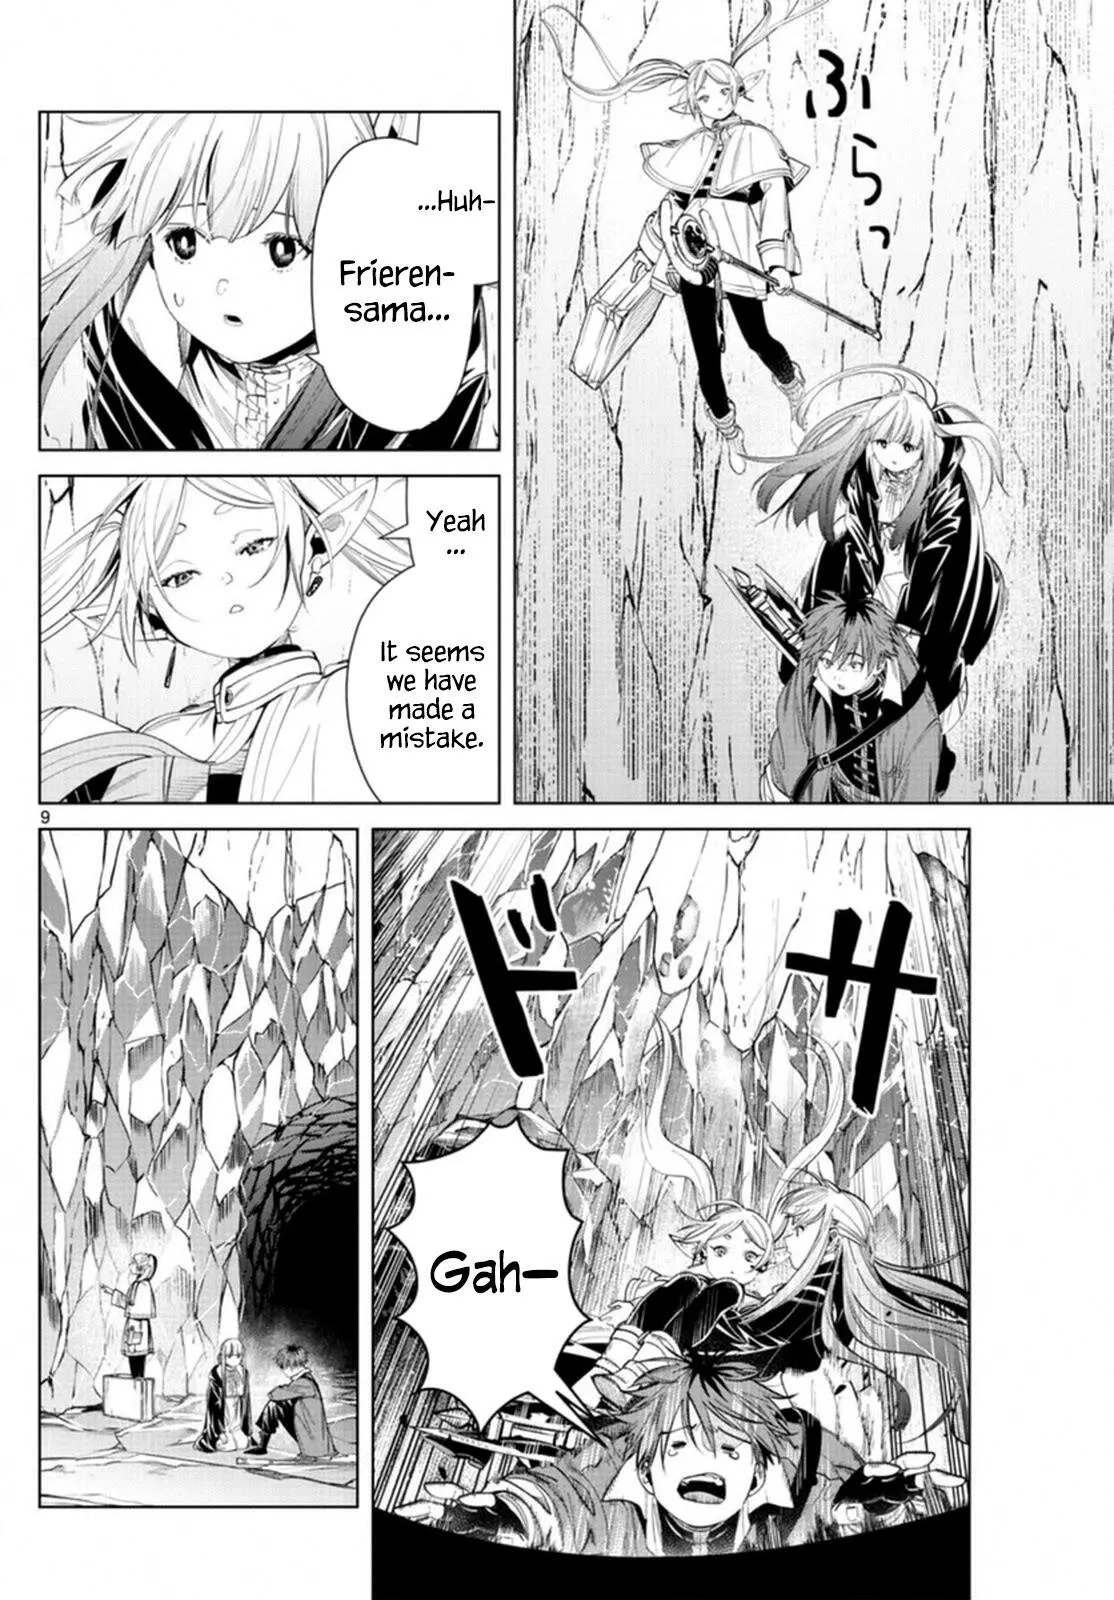 ふらっ
...Huh-
Frieren-
sama...
Yeah
...
It seems
we have
made a
mistake.
9
ドサ
Gah—